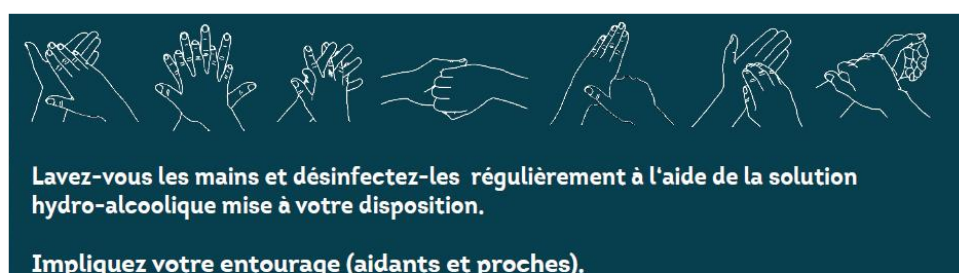 Lavez-vous les mains et désinfectez-les régulièrement à l'aide de la solution
hydro-alcoolique mise à votre disposition.
Impliquez votre entourage (aidants et proches).